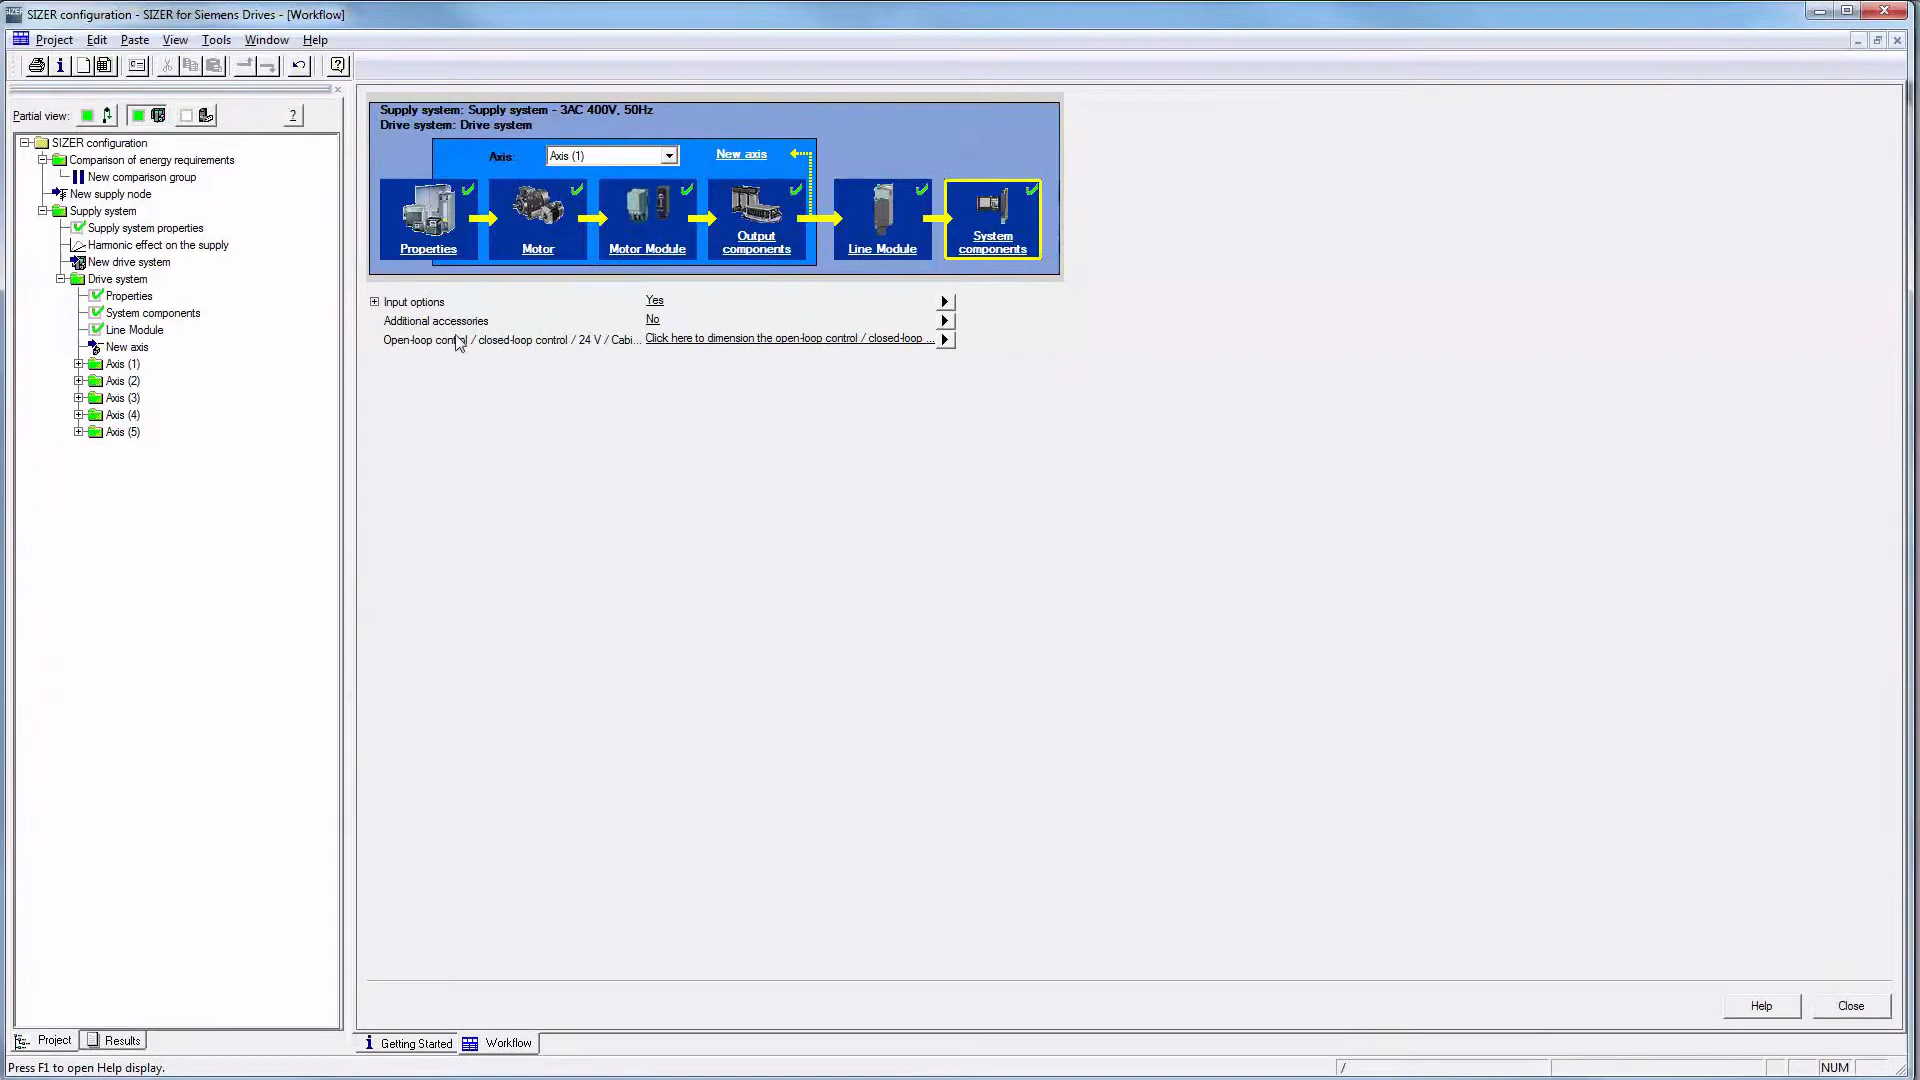 SIZER configuration - SIZER for Siemens Drives - [Workflow]
Project Edit Paste View Tools Window Help
Partial view:
?
SIZER configuration
Comparison of energy requirements
New comparison group
New supply node
Supply system
Supply system properties
Harmonic effect on the supply
New drive system
Drive system
Properties
System components
Line Module
New axis
Axis (1)
Axis (2)
Axis (3)
Axis (4)
Axis (5)
Project Results
Supply system: Supply system - 3AC 400V, 50Hz
Drive system: Drive system
Axis: Axis (1) New axis
Properties
Motor
Motor Module
Output
components
Line Module
System
components
Input options Yes
Additional accessories No
Open-loop control / closed-loop control / 24 V / Cabi... Click here to dimension the open-loop control / closed-loop ...
Help Close
Getting Started Workflow
Press F1 to open Help display. / NUM